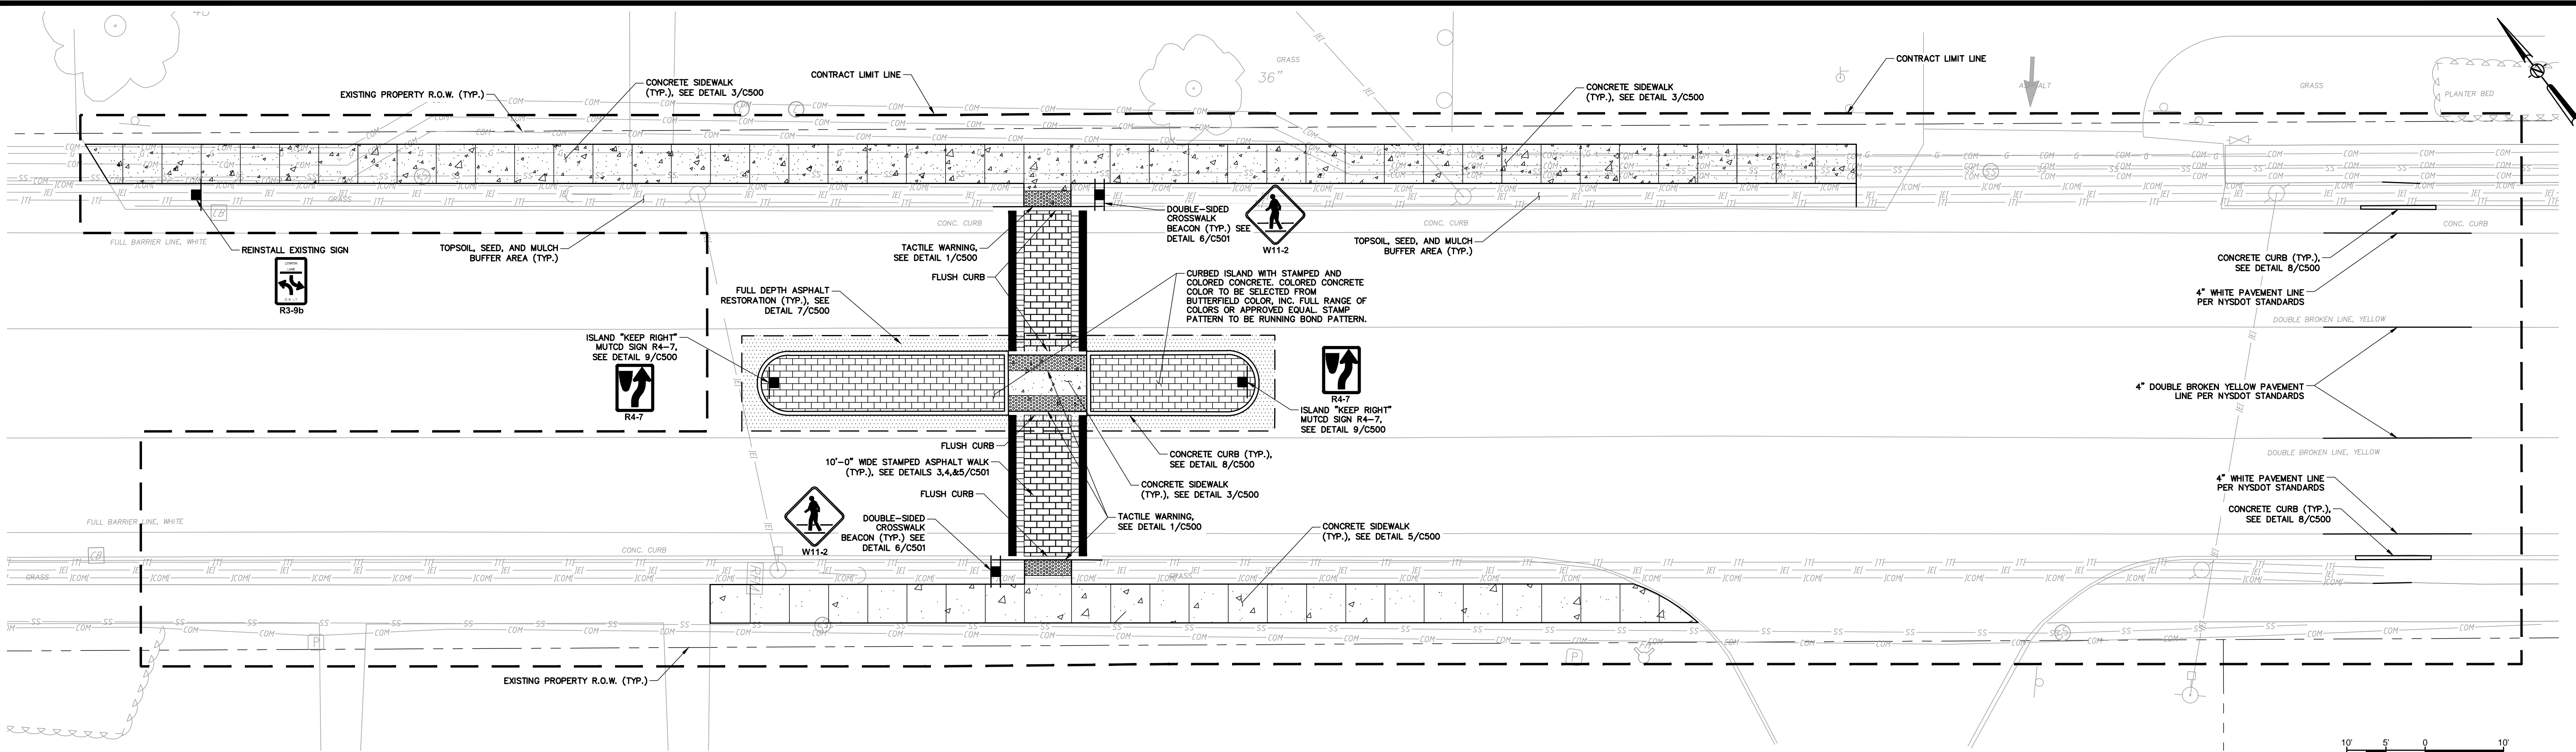 36"
GRASS
CONTRACT LIMIT LINE
CONTRACT LIMIT LINE
CONCRETE SIDEWALK
(TYP.), SEE DETAIL 3/C500
EXISTING PROPERTY R.O.W. (TYP.)
CONCRETE SIDEWALK
(TYP.), SEE DETAIL 3/C500
ASPHALT
GRASS
PLANTER BED
N
GRASS
CB
FULL BARRIER LINE, WHITE
REINSTALL EXISTING SIGN
CENTER
LANE
ONLY
R3-9b
TOPSOIL, SEED, AND MULCH
BUFFER AREA (TYP.)
CONC. CURB
TACTILE WARNING,
SEE DETAIL 1/C500
FLUSH CURB
DOUBLE-SIDED
CROSSWALK
BEACON (TYP.) SEE
DETAIL 6/C501
W11-2
CONC. CURB
TOPSOIL, SEED, AND MULCH
BUFFER AREA (TYP.)
CONC. CURB
CONCRETE CURB (TYP.),
SEE DETAIL 8/C500
4" WHITE PAVEMENT LINE
PER NYSDOT STANDARDS
FULL DEPTH ASPHALT
RESTORATION (TYP.), SEE
DETAIL 7/C500
CURBED ISLAND WITH STAMPED AND
COLORED CONCRETE. COLORED CONCRETE
COLOR TO BE SELECTED FROM
BUTTERFIELD COLOR, INC. FULL RANGE OF
COLORS OR APPROVED EQUAL. STAMP
PATTERN TO BE RUNNING BOND PATTERN.
DOUBLE BROKEN LINE, YELLOW
ISLAND "KEEP RIGHT"
MUTCD SIGN R4-7,
SEE DETAIL 9/C500
R4-7
R4-7
ISLAND "KEEP RIGHT"
MUTCD SIGN R4-7,
SEE DETAIL 9/C500
4" DOUBLE BROKEN YELLOW PAVEMENT
LINE PER NYSDOT STANDARDS
DOUBLE BROKEN LINE, YELLOW
FLUSH CURB
10'-0" WIDE STAMPED ASPHALT WALK
(TYP.), SEE DETAILS 3,4,&5/C501
FLUSH CURB
CONCRETE CURB (TYP.),
SEE DETAIL 8/C500
CONCRETE SIDEWALK
(TYP.), SEE DETAIL 3/C500
TACTILE WARNING,
SEE DETAIL 1/C500
CONCRETE SIDEWALK
(TYP.), SEE DETAIL 5/C500
4" WHITE PAVEMENT LINE
PER NYSDOT STANDARDS
CONCRETE CURB (TYP.),
SEE DETAIL 8/C500
FULL BARRIER LINE, WHITE
W11-2
DOUBLE-SIDED
CROSSWALK
BEACON (TYP.) SEE
DETAIL 6/C501
CB
CONC. CURB
GRASS
GRASS
P
P
EXISTING PROPERTY R.O.W. (TYP.)
10' 5' 0 10'